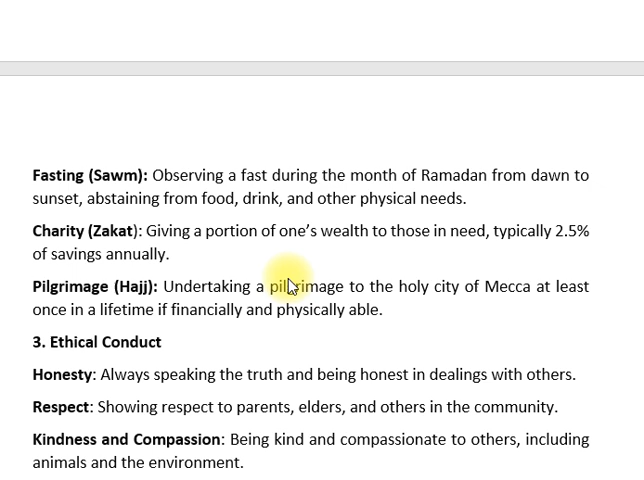 Fasting (Sawm): Observing a fast during the month of Ramadan from dawn to
sunset, abstaining from food, drink, and other physical needs.
Charity (Zakat): Giving a portion of one’s wealth to those in need, typically 2.5%
of savings annually.
Pilgrimage (Hajj): Undertaking a pilgrimage to the holy city of Mecca at least
once in a lifetime if financially and physically able.
3. Ethical Conduct
Honesty: Always speaking the truth and being honest in dealings with others.
Respect: Showing respect to parents, elders, and others in the community.
Kindness and Compassion: Being kind and compassionate to others, including
animals and the environment.